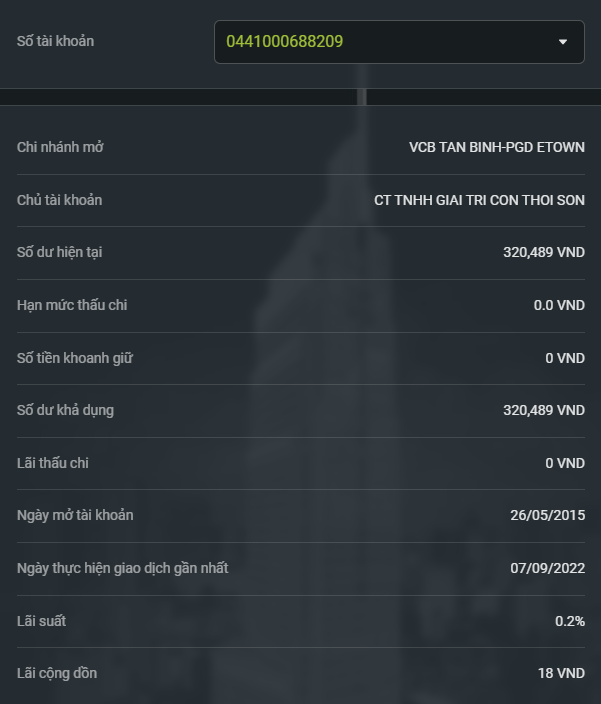 Số tài khoản 0441000688209
Chi nhánh mở VCB TAN BINH-PGD ETOWN
Chủ tài khoản CT TNHH GIAI TRI CON THOI SON
Số dư hiện tại 320,489 VND
Hạn mức thấu chi 0.0 VND
Số tiền khoanh giữ 0 VND
Số dư khả dụng 320,489 VND
Lãi thấu chi 0 VND
Ngày mở tài khoản 26/05/2015
Ngày thực hiện giao dịch gần nhất 07/09/2022
Lãi suất 0.2%
Lãi cộng dồn 18 VND